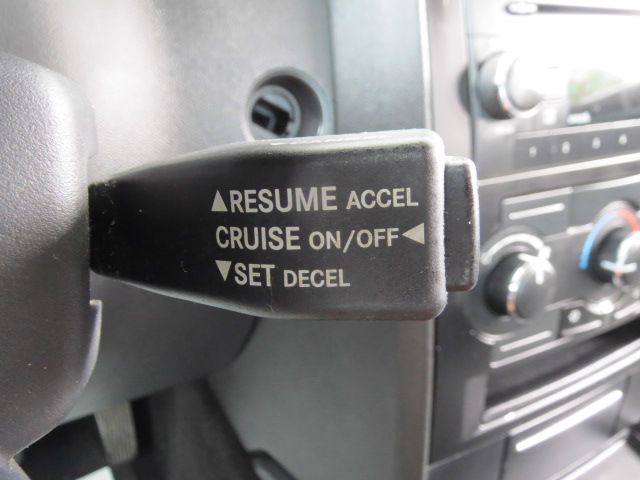 ▲RESUME ACCEL
CRUISE ON/OFF◀
▼SET DECEL